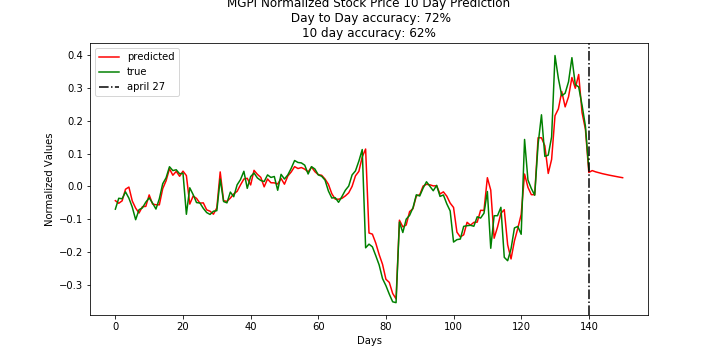 MGPI Normalized Stock Price 10 Day Prediction
Day to Day accuracy: 72%
10 day accuracy: 62%
predicted
true
april 27
Normalized Values
0.4
0.3
0.2
0.1
0.0
−0.1
−0.2
−0.3
0
20
40
60
80
100
120
140
Days